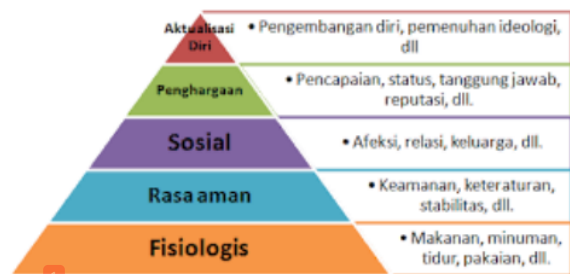 Aktualisasi
Diri
• Pengembangan diri, pemenuhan ideologi,
dll
Penghargaan
• Pencapaian, status, tanggung jawab,
reputasi, dll.
Sosial
• Afeksi, relasi, keluarga, dll.
Rasa aman
• Keamanan, keteraturan,
stabilitas, dll.
Fisiologis
• Makanan, minuman,
tidur, pakaian, dll.